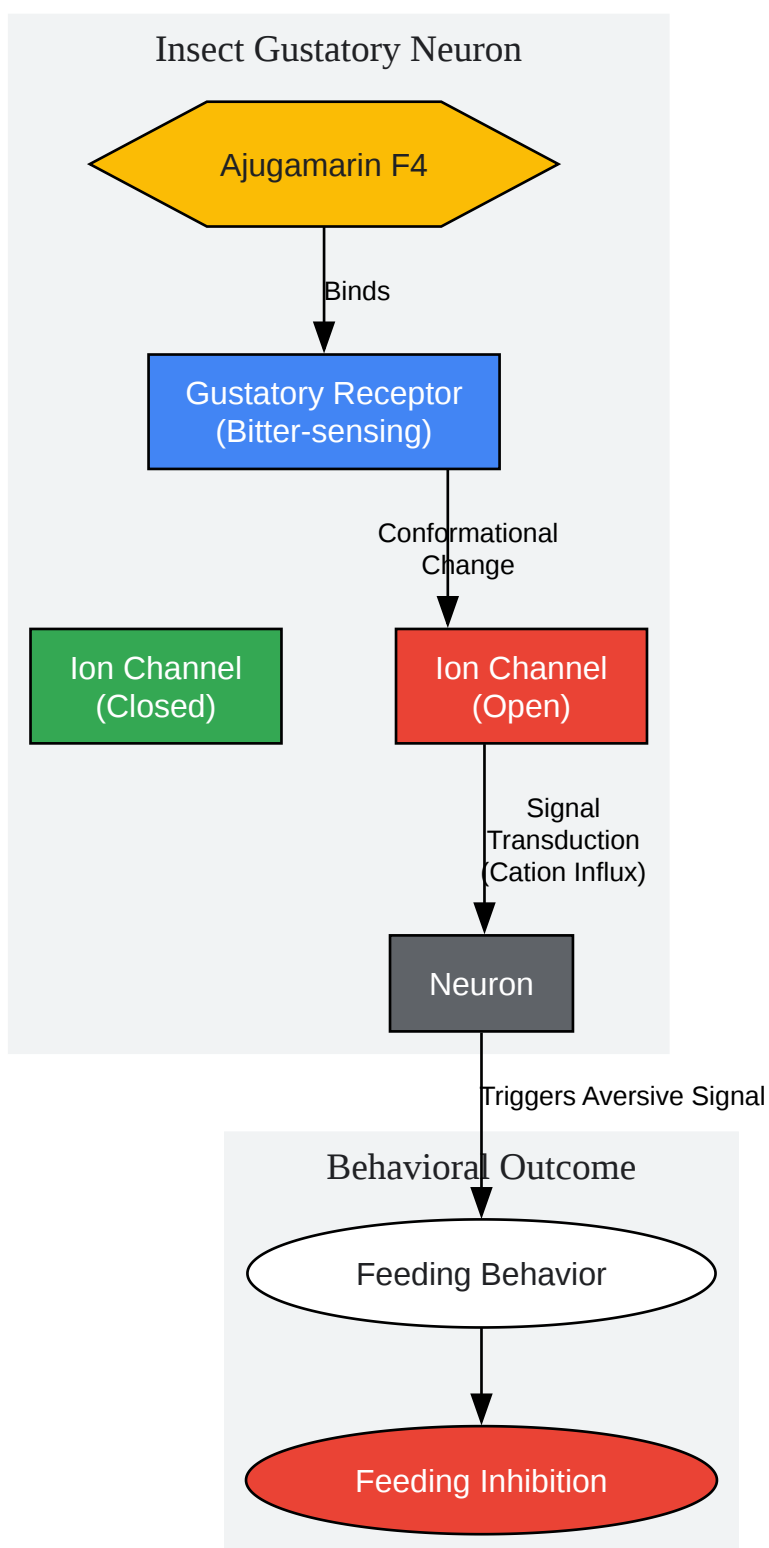 Insect Gustatory Neuron
Ajugamarin F4
Binds
Gustatory Receptor
(Bitter-sensing)
Conformational
Change
Ion Channel
(Closed)
Ion Channel
(Open)
Signal
Transduction
(Cation Influx)
Neuron
Triggers Aversive Signal
Behavioral Outcome
Feeding Behavior
Feeding Inhibition